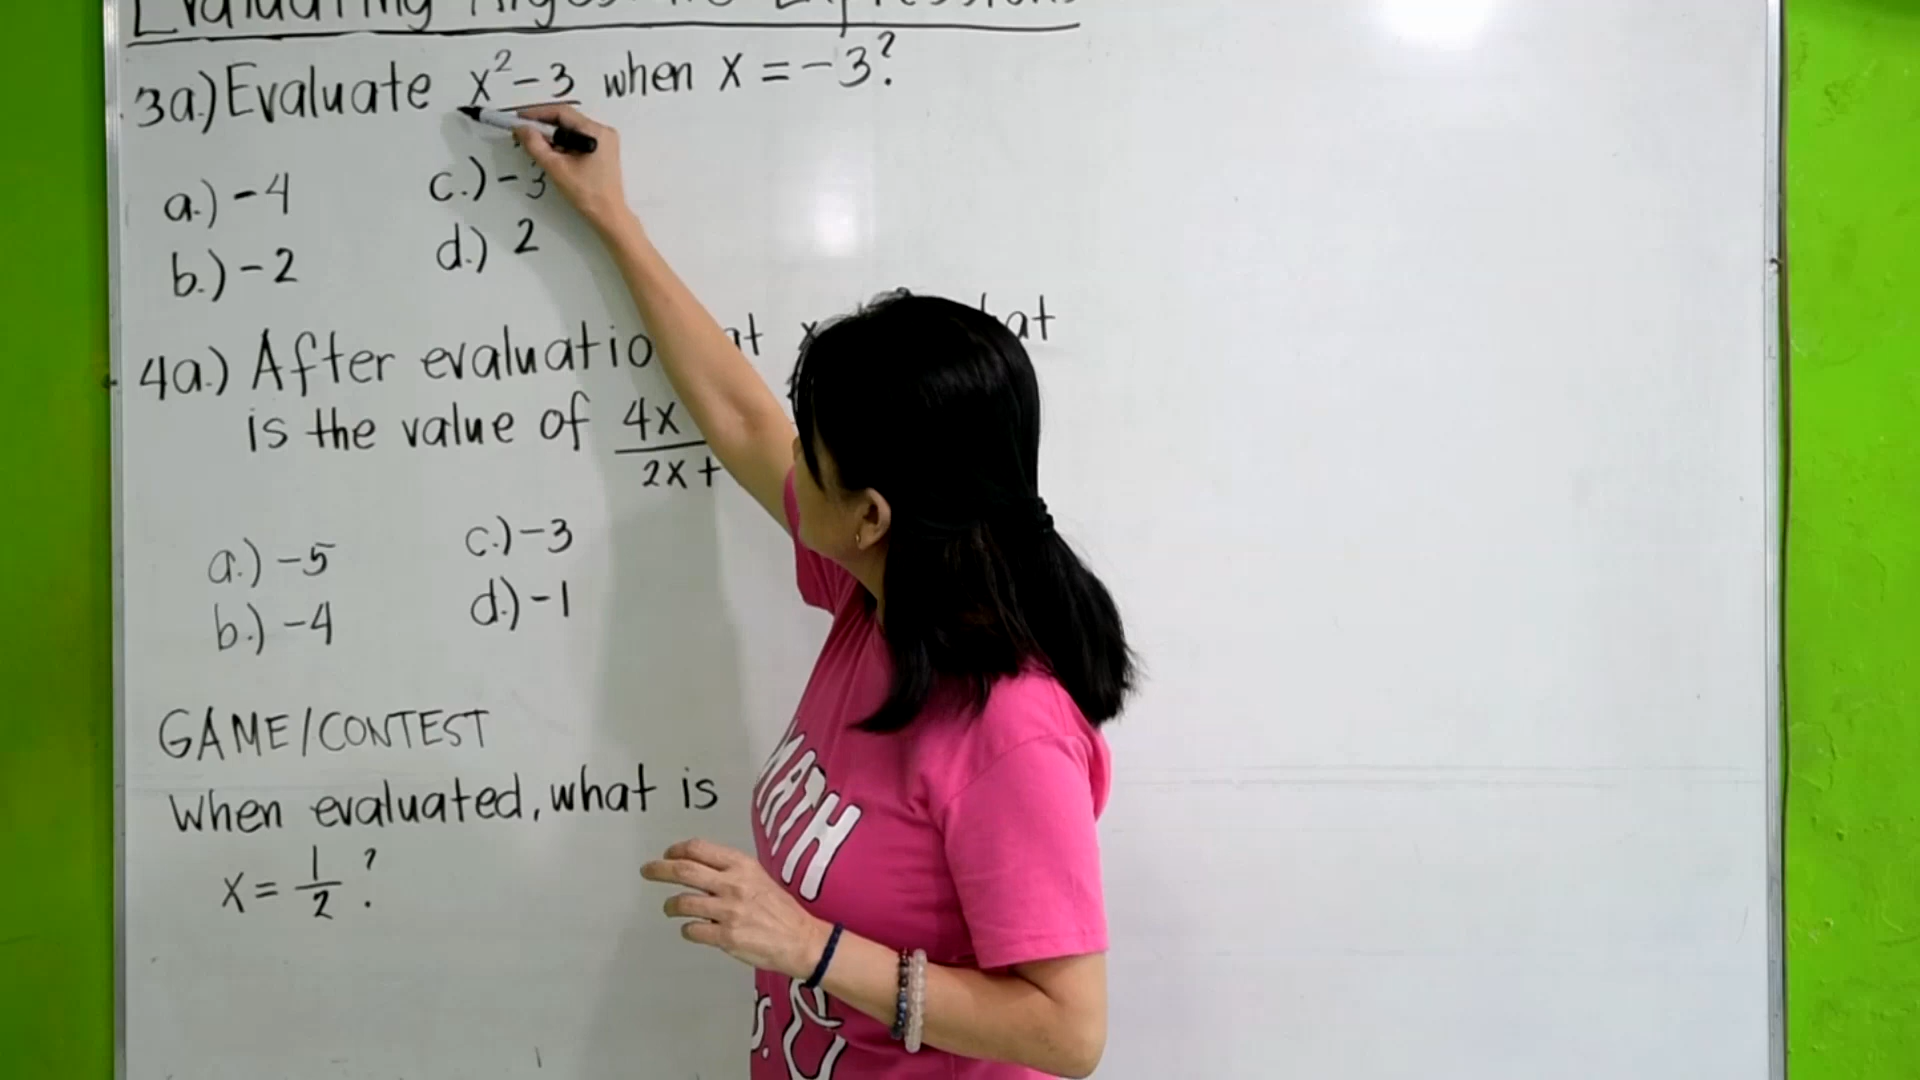 Evaluating Algebraic Expressions
3a.) Evaluate x² - 3 when x = -3?
a.) -4
b.) -2
c.) -3
d.) 2
4a.) After evaluatio at x at
is the value of 4x
2x +
a.) -5
b.) -4
c.) -3
d.) -1
GAME/CONTEST
When evaluated, what is
x = 1/2 ?
MATH